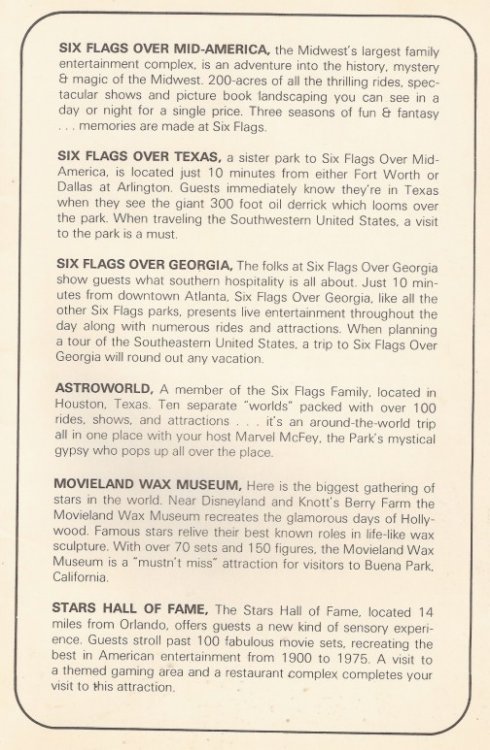 SIX FLAGS OVER MID-AMERICA, the Midwest's largest family
entertainment complex, is an adventure into the history, mystery
& magic of the Midwest. 200-acres of all the thrilling rides, spec-
tacular shows and picture book landscaping you can see in a
day or night for a single price. Three seasons of fun & fantasy
. . . memories are made at Six Flags.
SIX FLAGS OVER TEXAS, a sister park to Six Flags Over Mid-
America, is located just 10 minutes from either Fort Worth or
Dallas at Arlington. Guests immediately know they're in Texas
when they see the giant 300 foot oil derrick which looms over
the park. When traveling the Southwestern United States, a visit
to the park is a must.
SIX FLAGS OVER GEORGIA, The folks at Six Flags Over Georgia
show guests what southern hospitality is all about. Just 10 min-
utes from downtown Atlanta, Six Flags Over Georgia, like all the
other Six Flags parks, presents live entertainment throughout the
day along with numerous rides and attractions. When planning
a tour of the Southeastern United States, a trip to Six Flags Over
Georgia will round out any vacation.
ASTROWORLD, A member of the Six Flags Family, located in
Houston, Texas. Ten separate "worlds" packed with over 100
rides, shows, and attractions . . . it's an around-the-world trip
all in one place with your host Marvel McFey, the Park's mystical
gypsy who pops up all over the place.
MOVIELAND WAX MUSEUM, Here is the biggest gathering of
stars in the world. Near Disneyland and Knott's Berry Farm the
Movieland Wax Museum recreates the glamorous days of Holly-
wood. Famous stars relive their best known roles in life-like wax
sculpture. With over 70 sets and 150 figures, the Movieland Wax
Museum is a "mustn't miss" attraction for visitors to Buena Park,
California.
STARS HALL OF FAME, The Stars Hall of Fame, located 14
miles from Orlando, offers guests a new kind of sensory experi-
ence. Guests stroll past 100 fabulous movie sets, recreating the
best in American entertainment from 1900 to 1975. A visit to
a themed gaming area and a restaurant complex completes your
visit to this attraction.